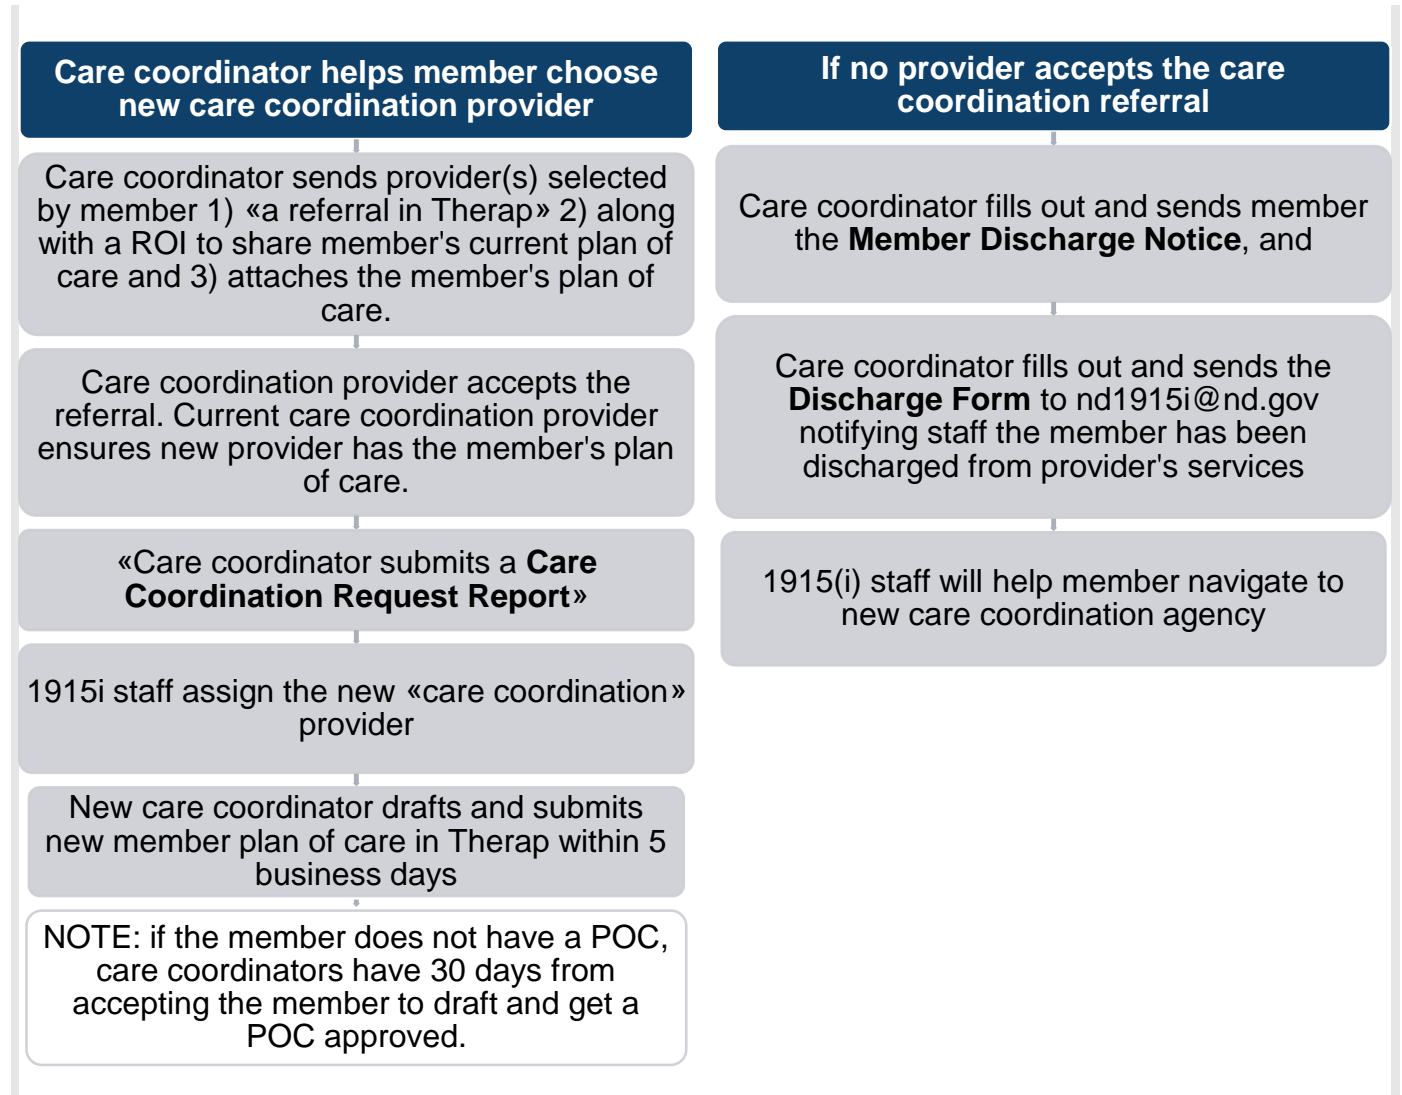 Care coordinator helps member choose
new care coordination provider
Care coordinator sends provider(s) selected
by member 1) «a referral in Therap» 2) along
with a ROI to share member's current plan of
care and 3) attaches the member's plan of
care.
Care coordination provider accepts the
referral. Current care coordination provider
ensures new provider has the member's plan
of care.
«Care coordinator submits a Care
Coordination Request Report»
1915i staff assign the new «care coordination»
provider
New care coordinator drafts and submits
new member plan of care in Therap within 5
business days
NOTE: if the member does not have a POC,
care coordinators have 30 days from
accepting the member to draft and get a
POC approved.
If no provider accepts the care
coordination referral
Care coordinator fills out and sends member
the Member Discharge Notice, and
Care coordinator fills out and sends the
Discharge Form to nd1915i@nd.gov
notifying staff the member has been
discharged from provider's services
1915(i) staff will help member navigate to
new care coordination agency